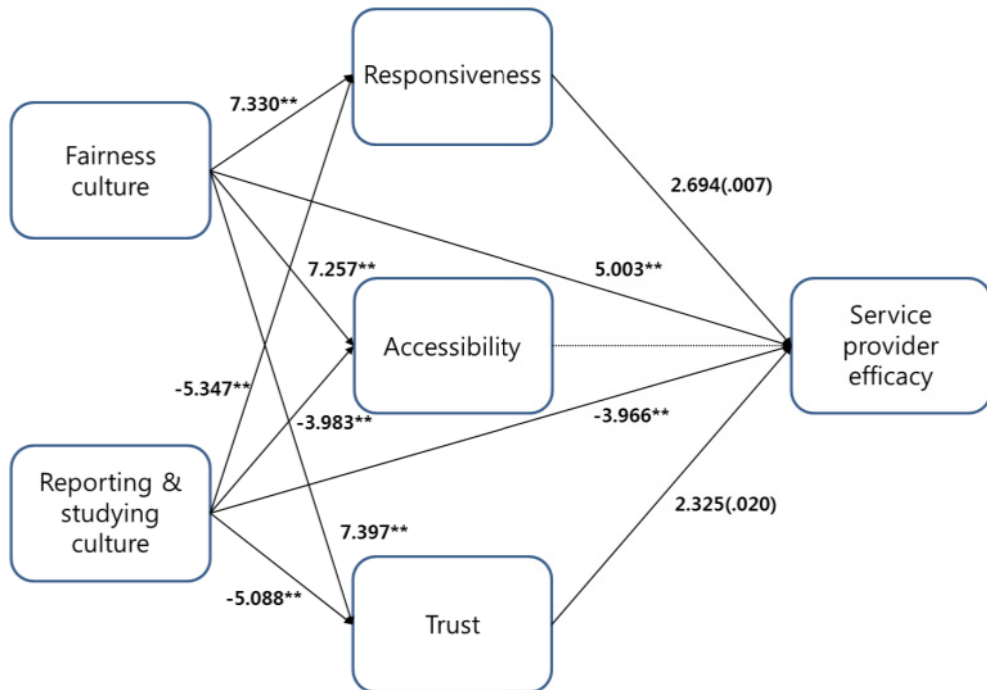 Responsiveness
7.330**
Fairness
culture
2.694(.007)
7.257**
5.003**
Accessibility
Service
provider
efficacy
-5.347**
-3.983**
-3.966**
Reporting &
studying
culture
2.325(.020)
7.397**
-5.088**
Trust